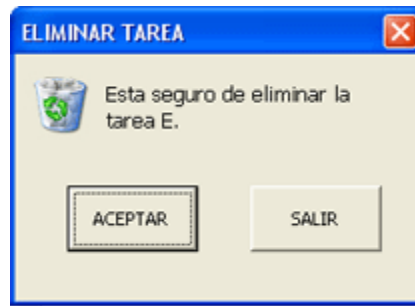 ELIMINAR TAREA
Esta seguro de eliminar la
tarea E.
ACEPTAR
SALIR